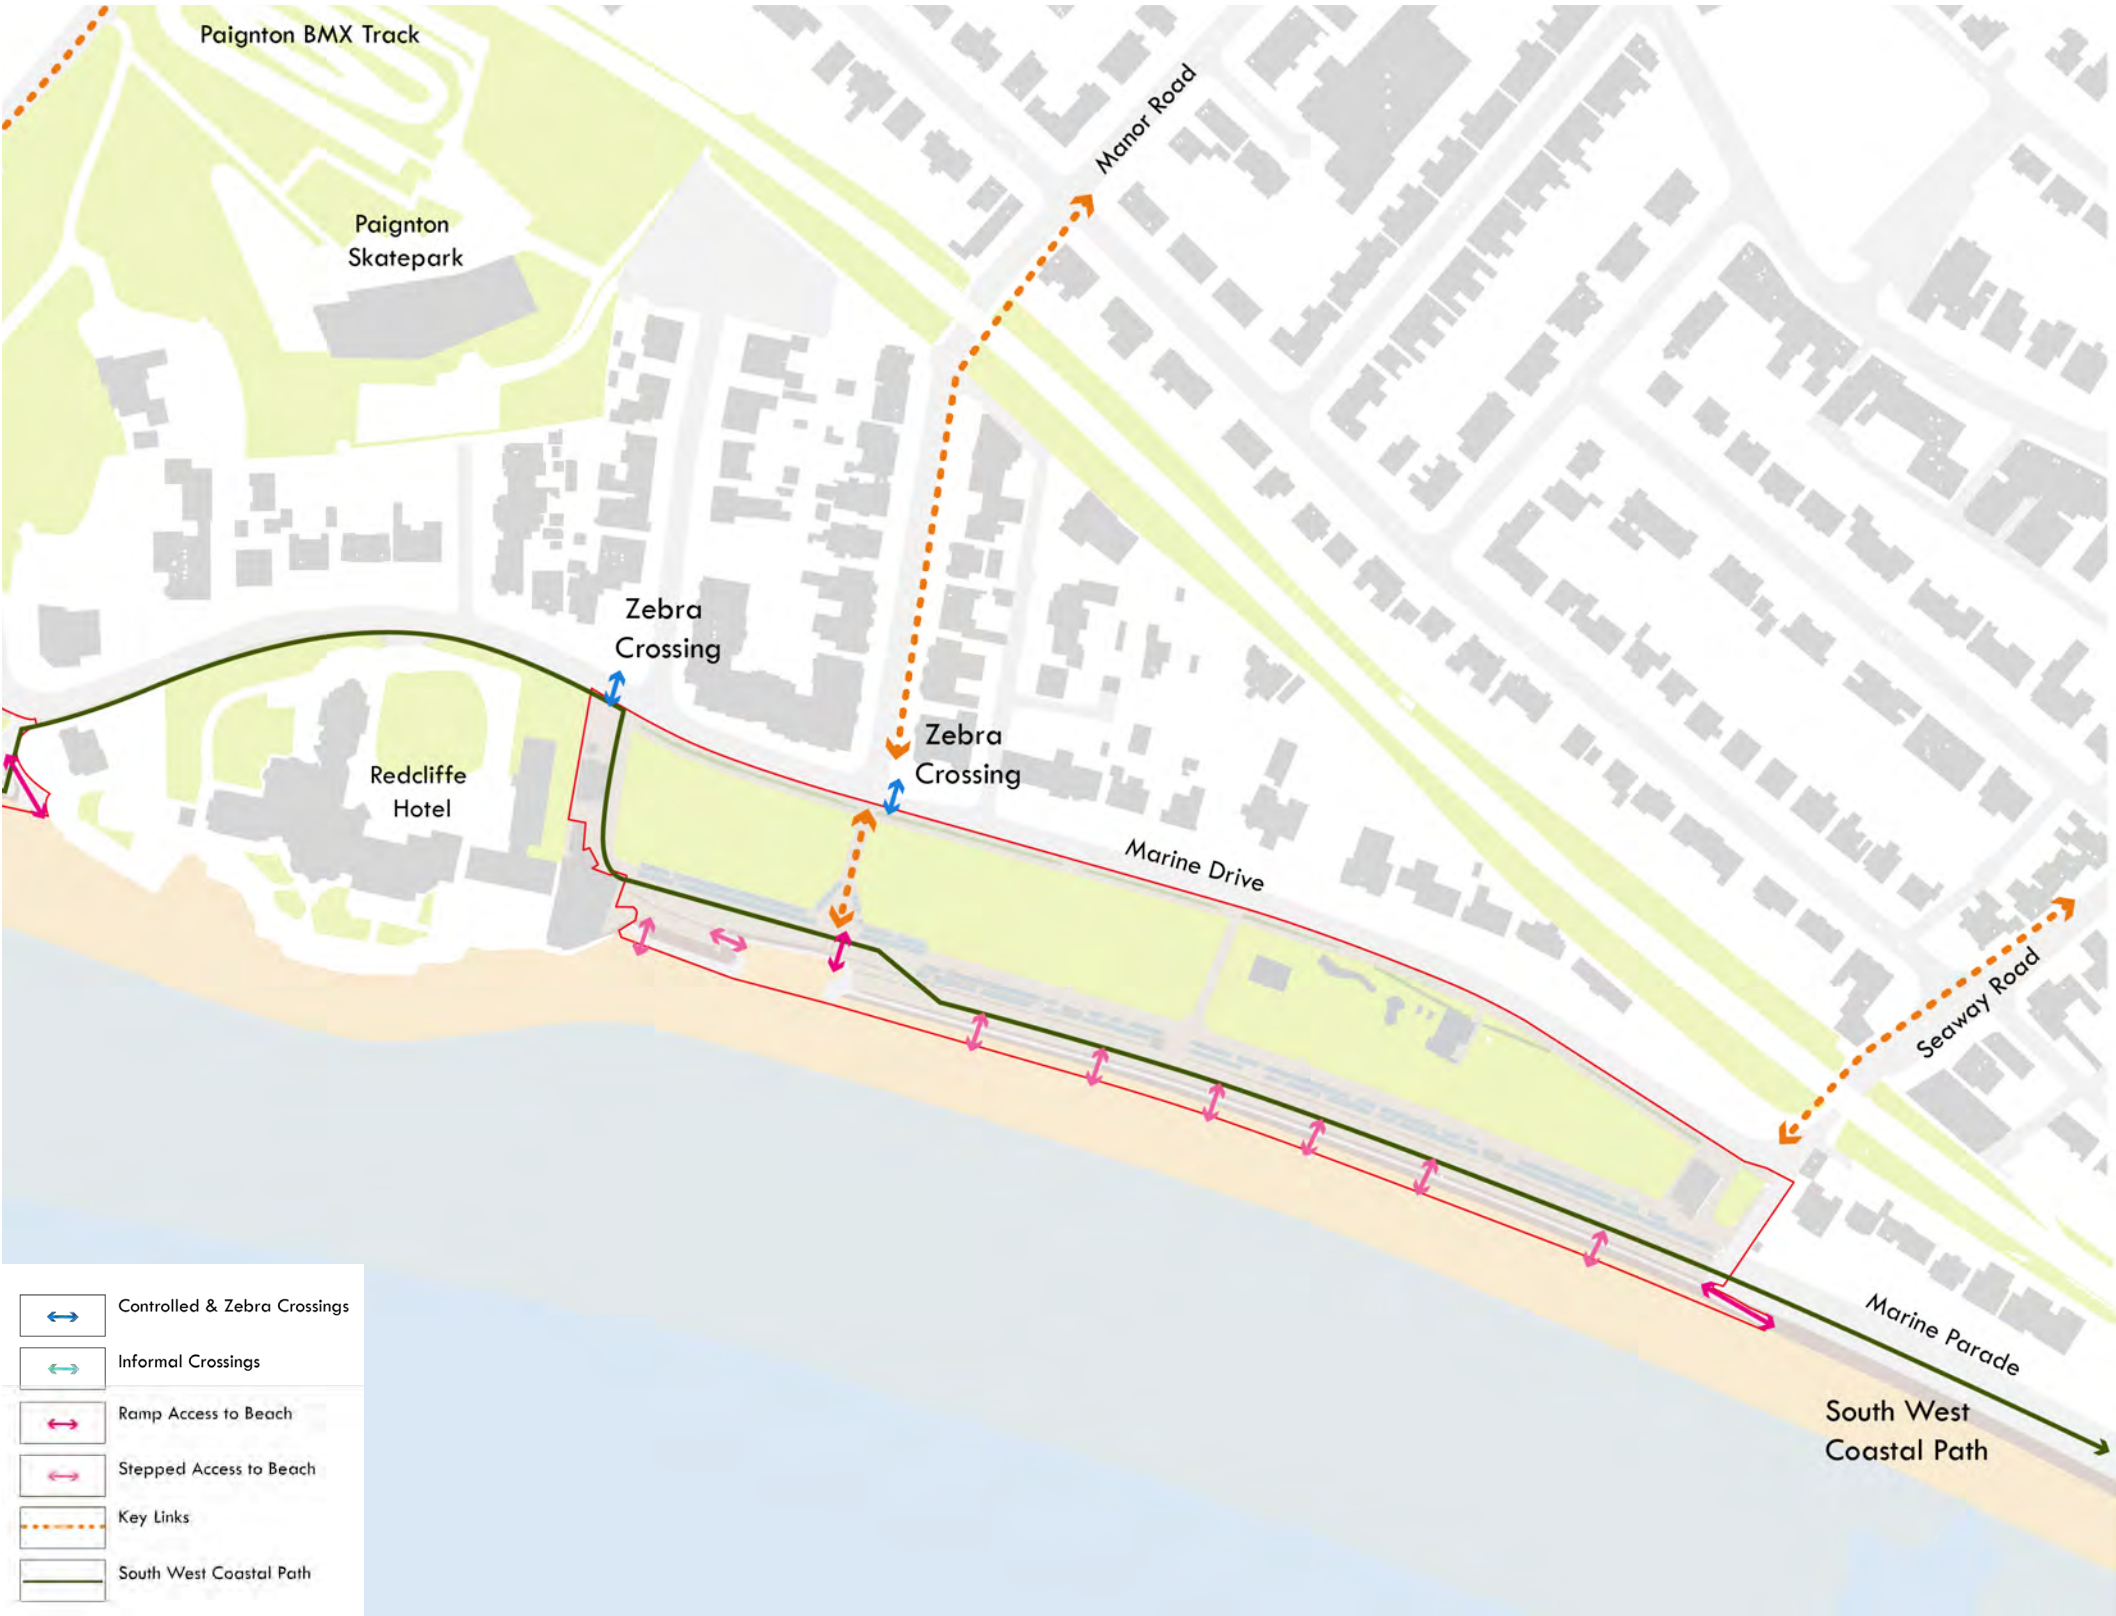 Paignton BMX Track
Manor Road
Paignton
Skatepark
Zebra
Crossing
Zebra
Crossing
Redcliffe
Hotel
Marine Drive
Seaway Road
Marine Parade
South West
Coastal Path
Controlled & Zebra Crossings
Informal Crossings
Ramp Access to Beach
Stepped Access to Beach
Key Links
South West Coastal Path